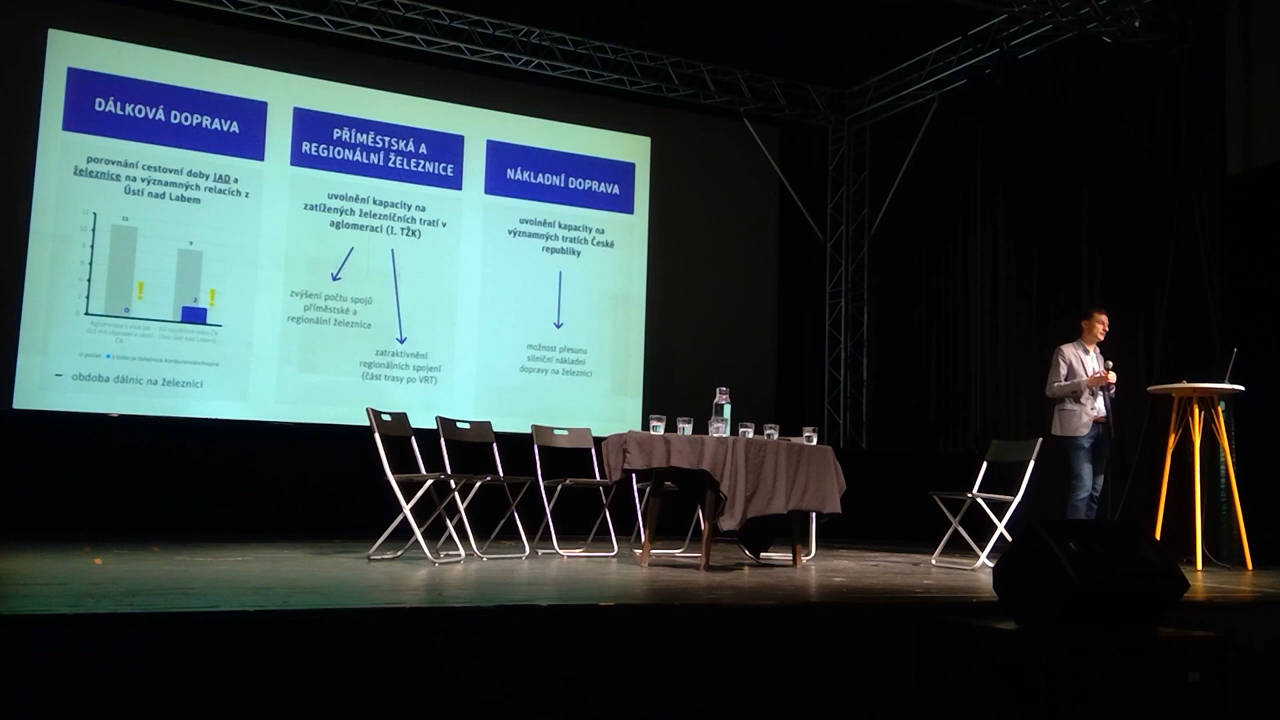 DÁLKOVÁ DOPRAVA
porovnání cestovní doby IAD a
železnice na významných relacích z
Ústí nad Labem
9
0
2
obdoba dálnic na železnici
PŘÍMĚSTSKÁ A
REGIONÁLNÍ ŽELEZNICE
uvolnění kapacity na
zatížených železničních tratí v
aglomeraci (I. TŽK)
zvýšení počtu spojů
příměstské a
regionální železnice
zatraktivnění
regionálních spojení
(část trasy po VRT)
NÁKLADNÍ DOPRAVA
uvolnění kapacity na
významných tratích České
republiky
možnost přesunu
silniční nákladní
dopravy na železnici